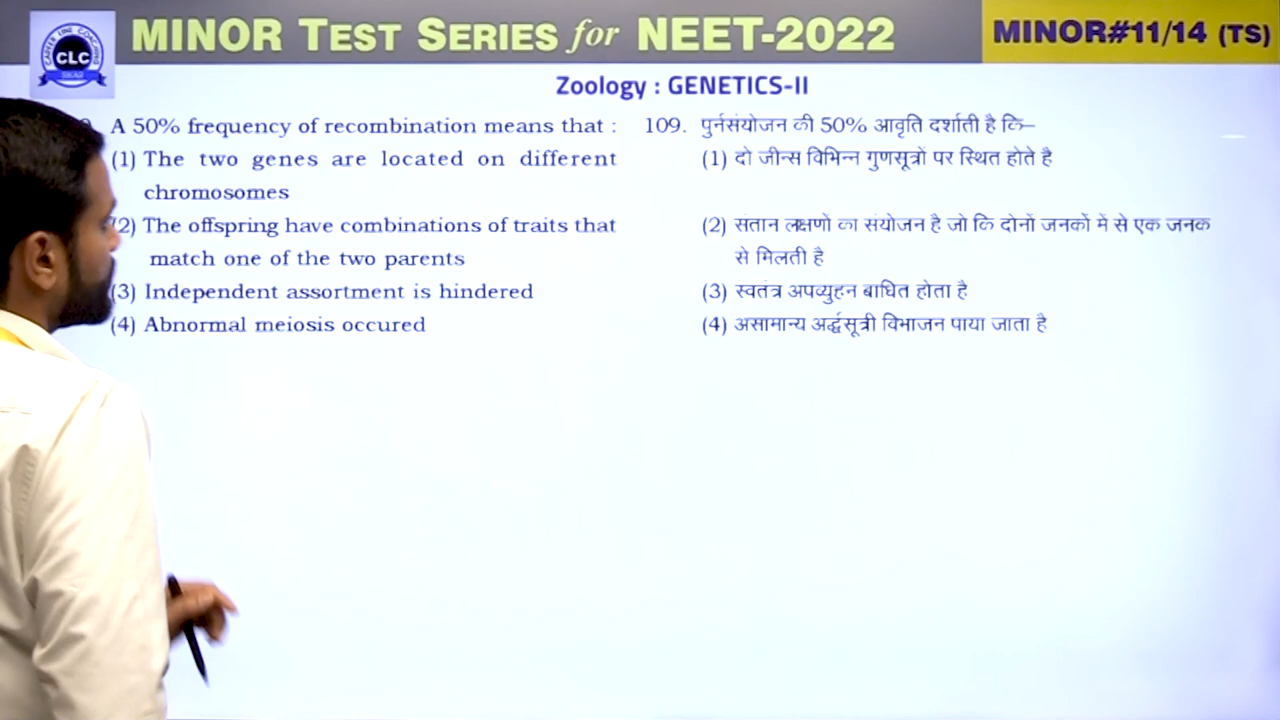 MINOR TEST SERIES for NEET-2022
MINOR#11/14 (TS)
CAREER LINE COACHING
CLC
SIKAR
Zoology : GENETICS-II
A 50% frequency of recombination means that :
(1) The two genes are located on different
chromosomes
(2) The offspring have combinations of traits that
match one of the two parents
(3) Independent assortment is hindered
(4) Abnormal meiosis occured
109. पुर्नसंयोजन की 50% आवृति दर्शाती है कि–
(1) दो जीन्स विभिन्न गुणसूत्रों पर स्थित होते है
(2) संतान लक्षणों का संयोजन है जो कि दोनों जनकों में से एक जनक
से मिलती है
(3) स्वतंत्र अपव्युहन बाधित होता है
(4) असामान्य अर्द्धसूत्री विभाजन पाया जाता है